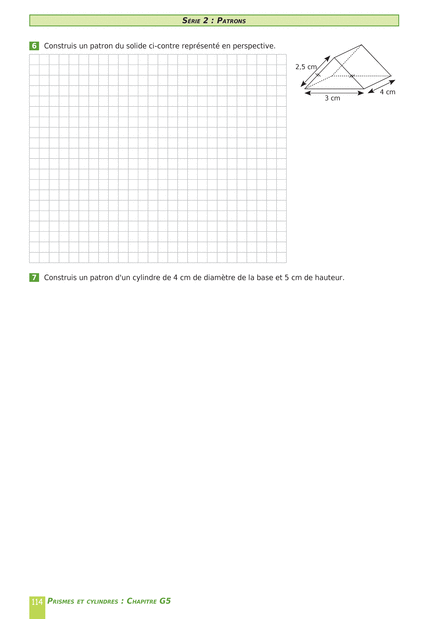 Série 2 : Patrons
6 Construis un patron du solide ci-contre représenté en perspective.
2,5 cm
4 cm
3 cm
7 Construis un patron d'un cylindre de 4 cm de diamètre de la base et 5 cm de hauteur.
114 Prismes et cylindres : Chapitre G5